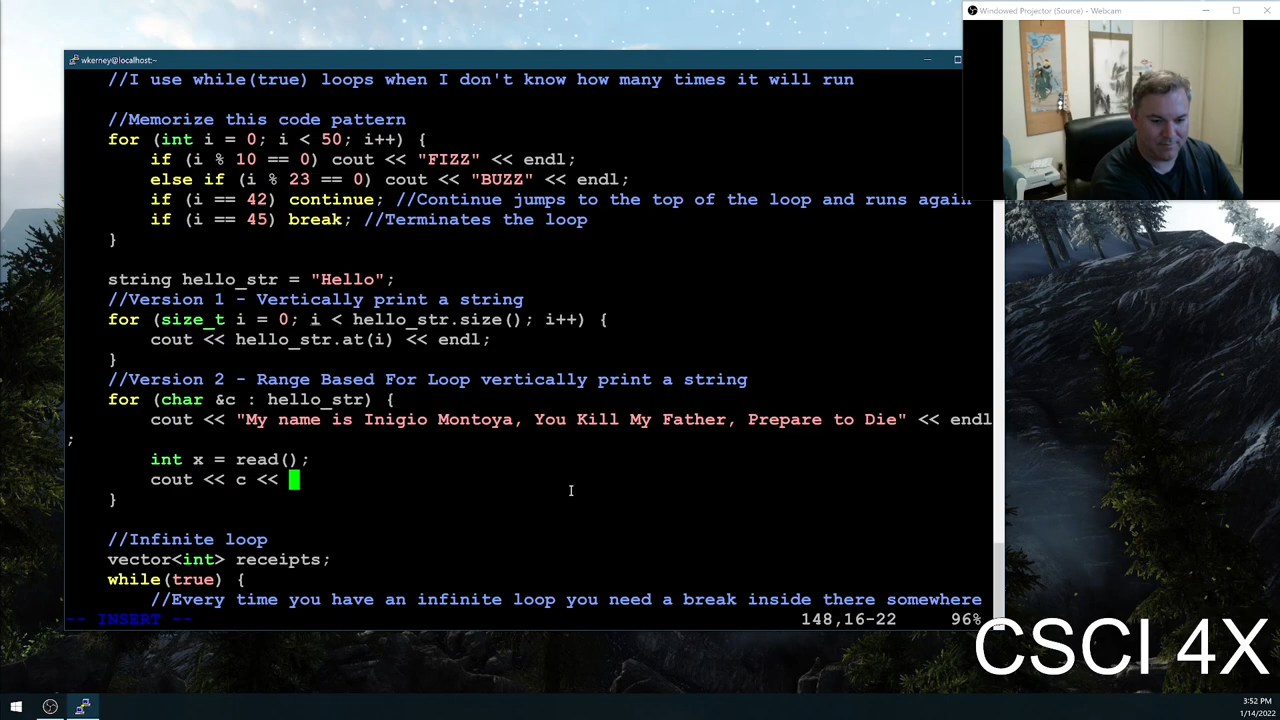 Windowed Projector (Source) - Webcam
wkerney@localhost:~
//I use while(true) loops when I don't know how many times it will run
//Memorize this code pattern
for (int i = 0; i < 50; i++) {
if (i % 10 == 0) cout << "FIZZ" << endl;
else if (i % 23 == 0) cout << "BUZZ" << endl;
if (i == 42) continue; //Continue jumps to the top of the loop and runs again
if (i == 45) break; //Terminates the loop
}
string hello_str = "Hello";
//Version 1 - Vertically print a string
for (size_t i = 0; i < hello_str.size(); i++) {
cout << hello_str.at(i) << endl;
}
//Version 2 - Range Based For Loop vertically print a string
for (char &c : hello_str) {
cout << "My name is Inigio Montoya, You Kill My Father, Prepare to Die" << endl
;
int x = read();
cout << c <<
}
//Infinite loop
vector<int> receipts;
while(true) {
//Every time you have an infinite loop you need a break inside there somewhere
-- INSERT -- 148,16-22 96%
CSCI 4X
3:52 PM
1/14/2022